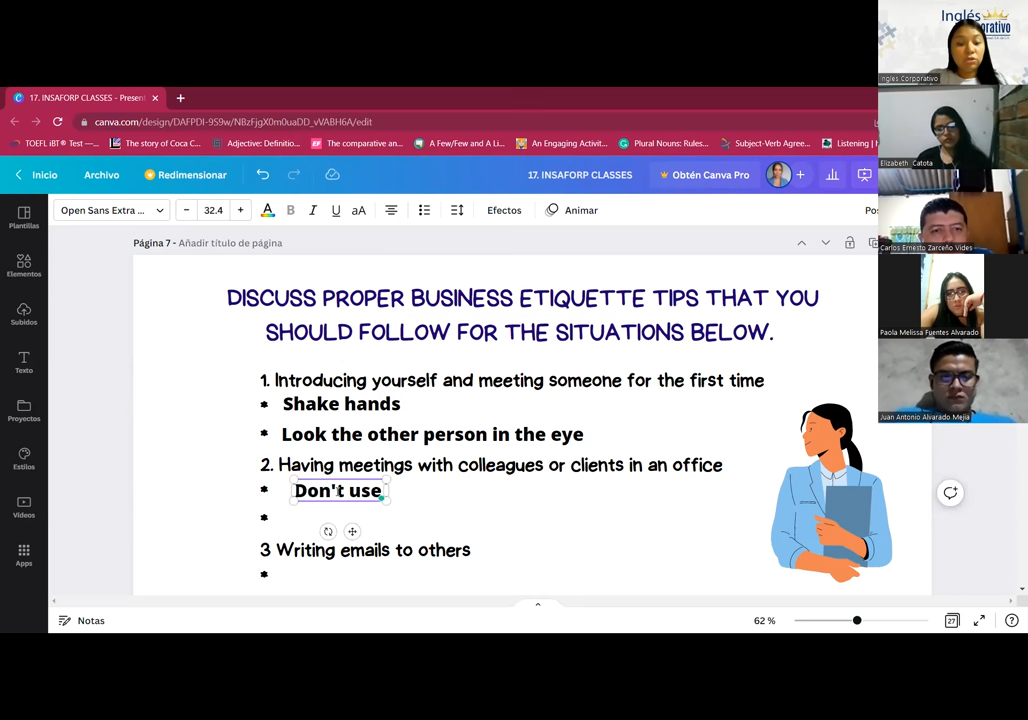 Inglés
orativo
Ingles Corporativo
17. INSAFORP CLASSES - Present
canva.com/design/DAFPDI-9S9w/NBzFjgX0m0uaDD_vVABH6A/edit
TOEFL iBT® Test —...
The story of Coca C...
Adjective: Definitio...
The comparative an...
A Few/Few and A Li...
An Engaging Activit...
Plural Nouns: Rules...
Subject-Verb Agree...
Listening |
Elizabeth Catota
Inicio
Archivo
Redimensionar
17. INSAFORP CLASSES
Obtén Canva Pro
Open Sans Extra ...
32.4
A
B
I
U
aA
Efectos
Animar
Plantillas
Página 7 - Añadir título de página
Carlos Ernesto Zarceño Vides
Elementos
DISCUSS PROPER BUSINESS ETIQUETTE TIPS THAT YOU
SHOULD FOLLOW FOR THE SITUATIONS BELOW.
Subidos
Paola Melissa Fuentes Alvarado
Texto
1. Introducing yourself and meeting someone for the first time
* Shake hands
Proyectos
Juan Antonio Alvarado Mejia
* Look the other person in the eye
Estilos
2. Having meetings with colleagues or clients in an office
* Don't use
Videos
*
3 Writing emails to others
Apps
*
Notas
62 %
27